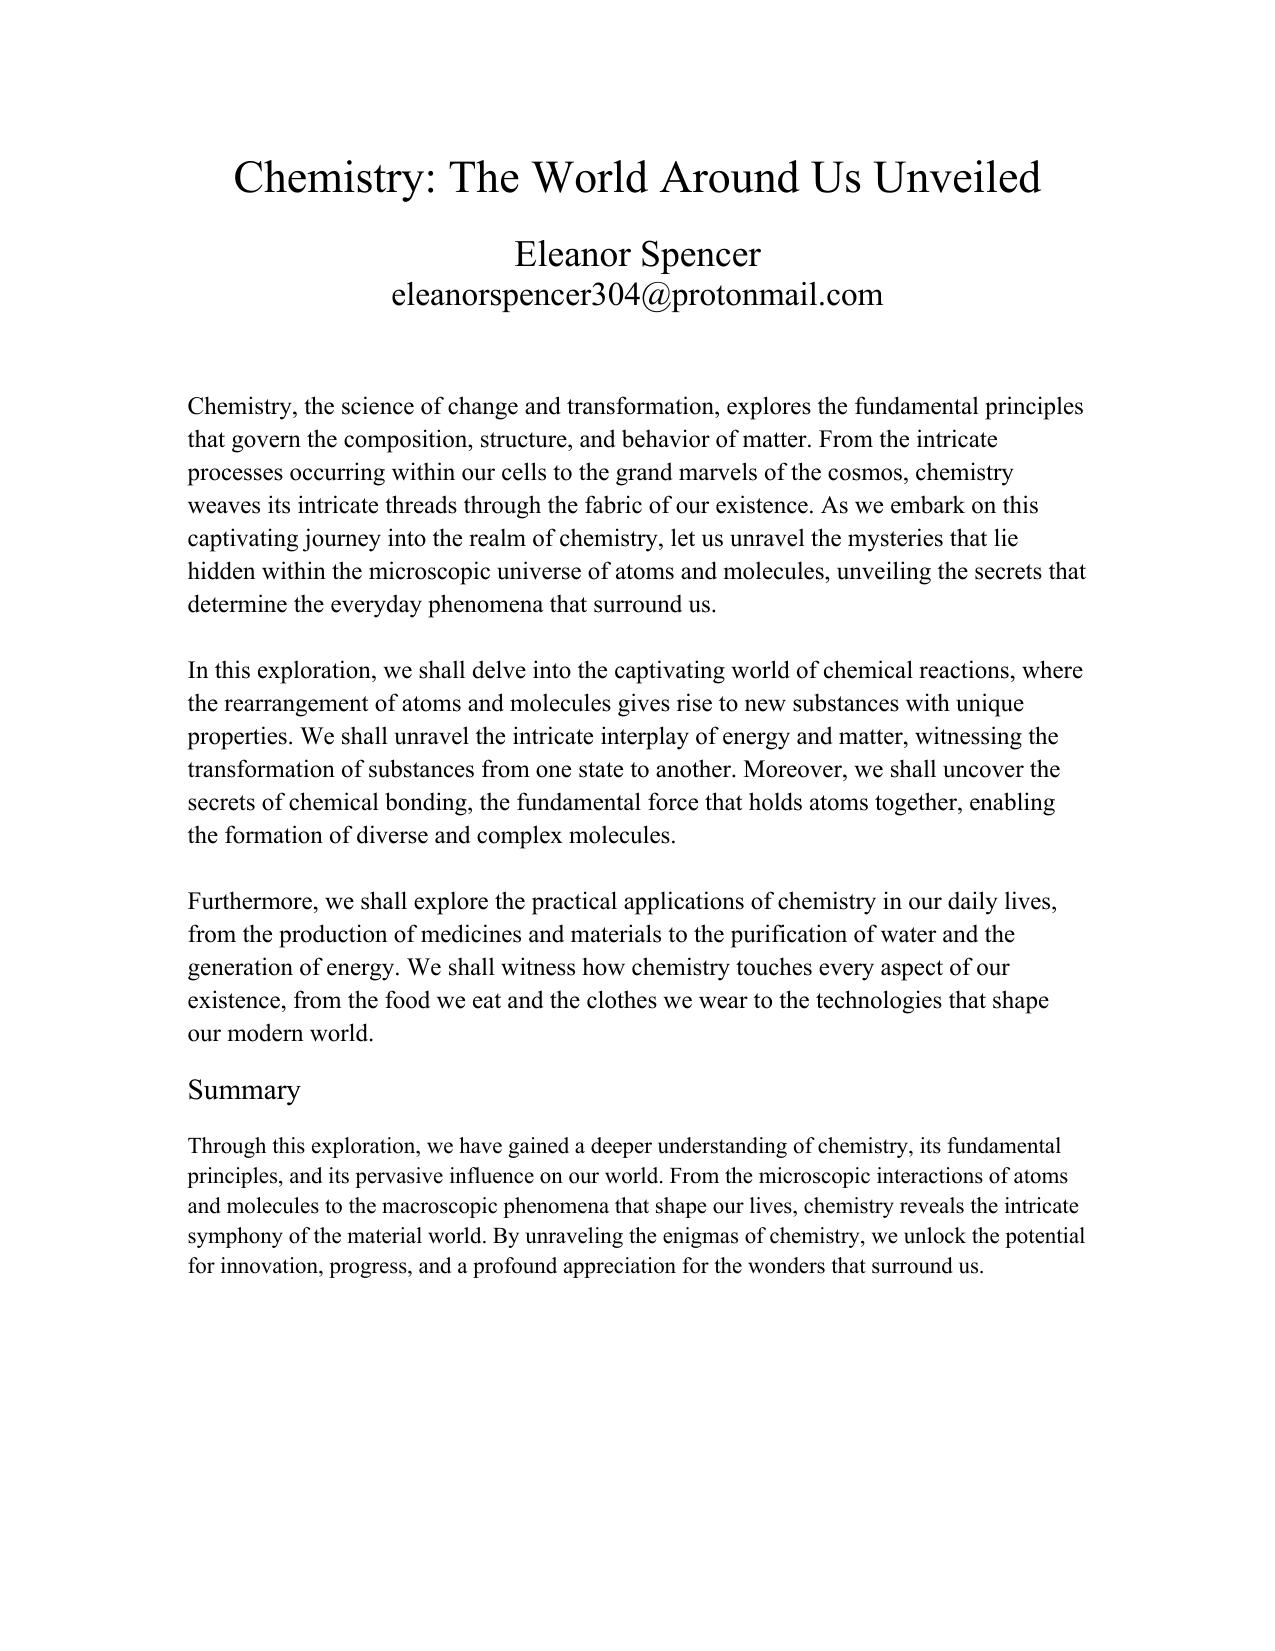 Chemistry: The World Around Us Unveiled
Eleanor Spencer
eleanorspencer304@protonmail.com
Chemistry, the science of change and transformation, explores the fundamental principles
that govern the composition, structure, and behavior of matter. From the intricate
processes occurring within our cells to the grand marvels of the cosmos, chemistry
weaves its intricate threads through the fabric of our existence. As we embark on this
captivating journey into the realm of chemistry, let us unravel the mysteries that lie
hidden within the microscopic universe of atoms and molecules, unveiling the secrets that
determine the everyday phenomena that surround us.
In this exploration, we shall delve into the captivating world of chemical reactions, where
the rearrangement of atoms and molecules gives rise to new substances with unique
properties. We shall unravel the intricate interplay of energy and matter, witnessing the
transformation of substances from one state to another. Moreover, we shall uncover the
secrets of chemical bonding, the fundamental force that holds atoms together, enabling
the formation of diverse and complex molecules.
Furthermore, we shall explore the practical applications of chemistry in our daily lives,
from the production of medicines and materials to the purification of water and the
generation of energy. We shall witness how chemistry touches every aspect of our
existence, from the food we eat and the clothes we wear to the technologies that shape
our modern world.
Summary
Through this exploration, we have gained a deeper understanding of chemistry, its fundamental
principles, and its pervasive influence on our world. From the microscopic interactions of atoms
and molecules to the macroscopic phenomena that shape our lives, chemistry reveals the intricate
symphony of the material world. By unraveling the enigmas of chemistry, we unlock the potential
for innovation, progress, and a profound appreciation for the wonders that surround us.